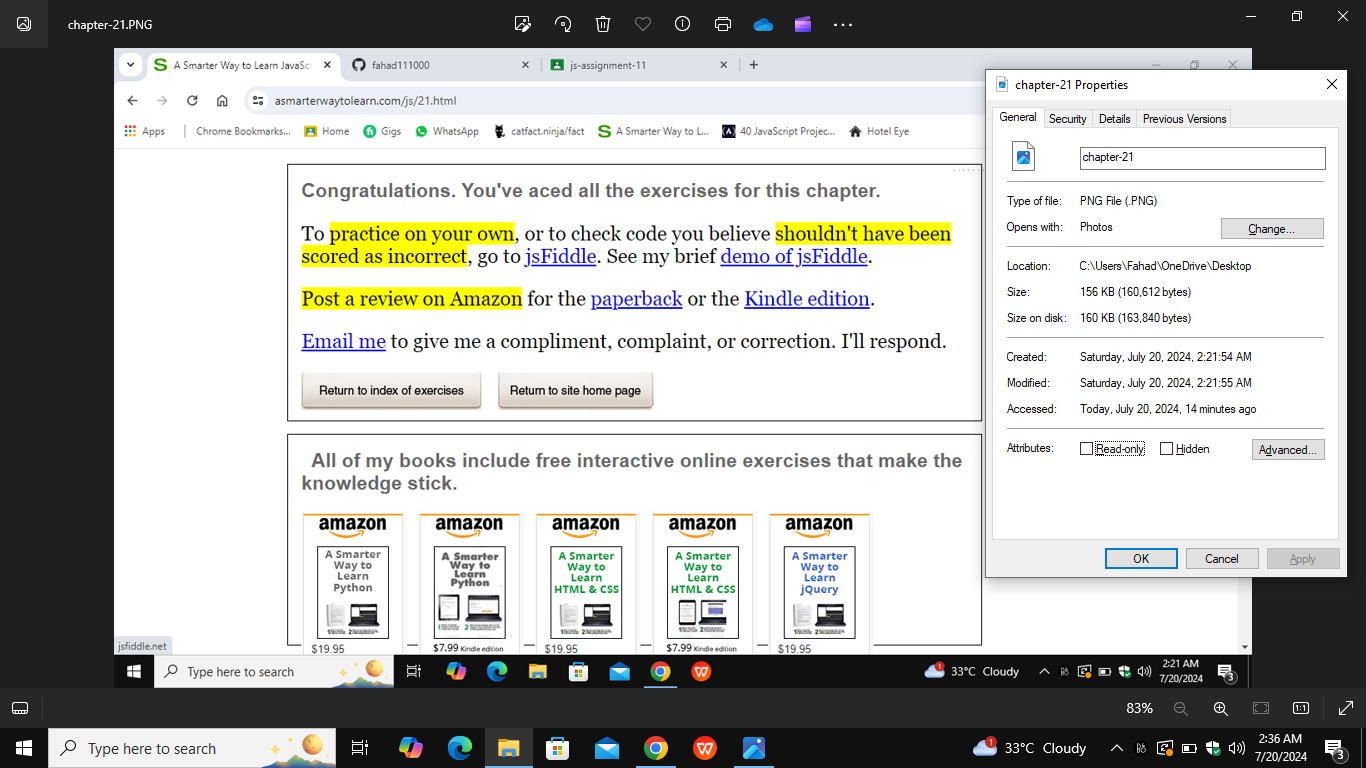 chapter-21.PNG
A Smarter Way to Learn JavaSc
fahad111000
js-assignment-11
asmarterwaytolearn.com/js/21.html
Apps
Chrome Bookmarks...
Home
Gigs
WhatsApp
catfact.ninja/fact
A Smarter Way to L...
40 JavaScript Projec...
Hotel Eye
Congratulations. You've aced all the exercises for this chapter.
To practice on your own, or to check code you believe shouldn't have been
scored as incorrect, go to jsFiddle. See my brief demo of jsFiddle.
Post a review on Amazon for the paperback or the Kindle edition.
Email me to give me a compliment, complaint, or correction. I'll respond.
Return to index of exercises
Return to site home page
All of my books include free interactive online exercises that make the
knowledge stick.
amazon
A Smarter
Way to
Learn
Python
$19.95
amazon
A Smarter
Way to
Learn
Python
$7.99 Kindle edition
amazon
A Smarter
Way to
Learn
HTML & CSS
$19.95
amazon
A Smarter
Way to
Learn
HTML & CSS
$7.99 Kindle edition
amazon
A Smarter
Way to
Learn
jQuery
$19.95
jsfiddle.net
Type here to search
33°C Cloudy
2:21 AM
7/20/2024
3
chapter-21 Properties
General
Security
Details
Previous Versions
chapter-21
Type of file: PNG File (.PNG)
Opens with: Photos
Change...
Location: C:\Users\Fahad\OneDrive\Desktop
Size: 156 KB (160,612 bytes)
Size on disk: 160 KB (163,840 bytes)
Created: Saturday, July 20, 2024, 2:21:54 AM
Modified: Saturday, July 20, 2024, 2:21:55 AM
Accessed: Today, July 20, 2024, 14 minutes ago
Attributes: Read-only Hidden
Advanced...
OK
Cancel
Apply
83%
1:1
Type here to search
33°C Cloudy
2:36 AM
7/20/2024
3